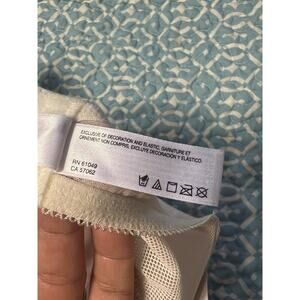 EXCLUSIVE OF DECORATION AND ELASTIC, GARNITURE ET
ORNEMENT NON COMPRIS, EXCLUYE DECORACION Y ELASTICO.
RN 61049
CA 57062